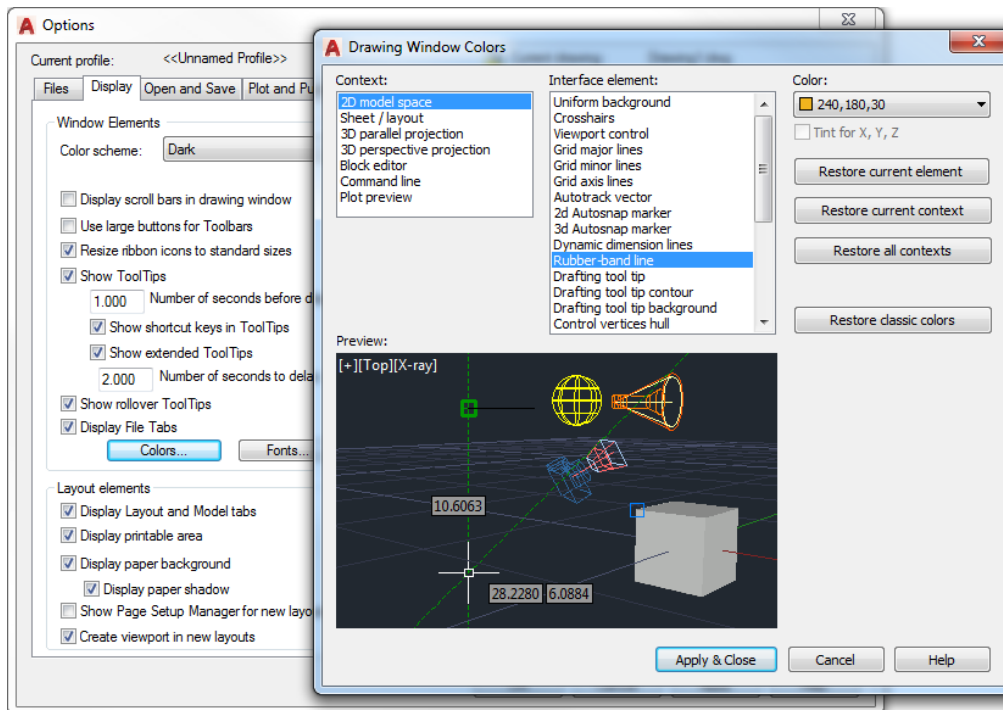 Options
Current profile: <<Unnamed Profile>>
Files Display Open and Save Plot and Pu
Window Elements
Color scheme: Dark
Display scroll bars in drawing window
Use large buttons for Toolbars
Resize ribbon icons to standard sizes
Show ToolTips
1.000 Number of seconds before d
Show shortcut keys in ToolTips
Show extended ToolTips
2.000 Number of seconds to dela
Show rollover ToolTips
Display File Tabs
Colors... Fonts...
Layout elements
Display Layout and Model tabs
Display printable area
Display paper background
Display paper shadow
Show Page Setup Manager for new layo
Create viewport in new layouts
Drawing Window Colors
Context:
2D model space
Sheet / layout
3D parallel projection
3D perspective projection
Block editor
Command line
Plot preview
Interface element:
Uniform background
Crosshairs
Viewport control
Grid major lines
Grid minor lines
Grid axis lines
Autotrack vector
2d Autosnap marker
3d Autosnap marker
Dynamic dimension lines
Rubber-band line
Drafting tool tip
Drafting tool tip contour
Drafting tool tip background
Control vertices hull
Color:
240,180,30
Tint for X, Y, Z
Restore current element
Restore current context
Restore all contexts
Restore classic colors
Preview:
[+][Top][X-ray]
10.6063
28.2280 6.0884
Apply & Close Cancel Help